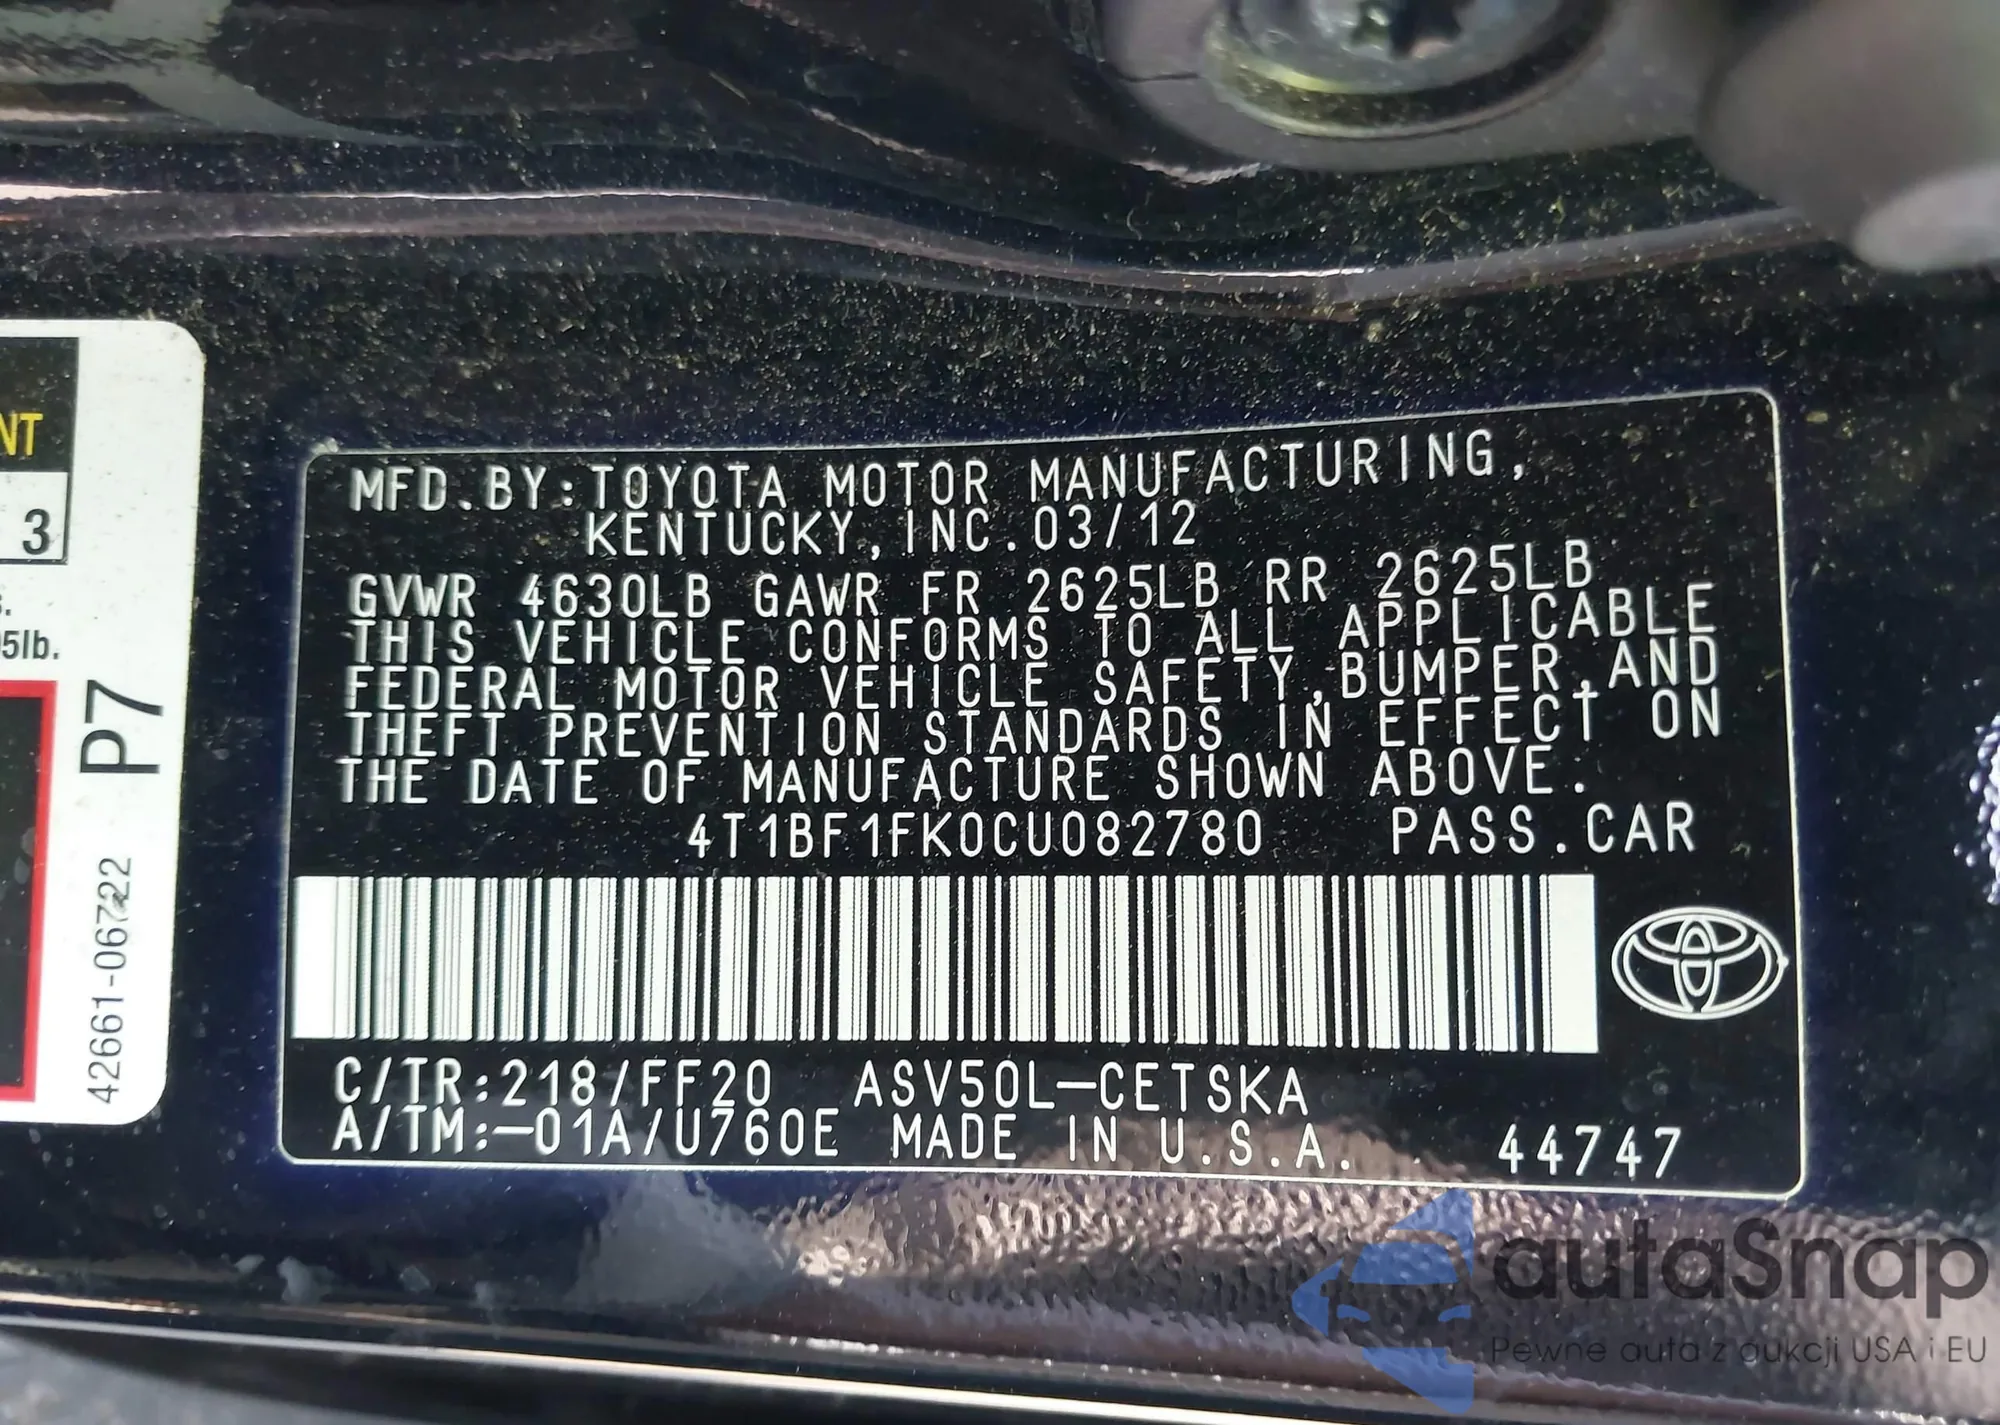 NT
3
5lb.
P7
42661-06722
MFD.BY:TOYOTA MOTOR MANUFACTURING,
KENTUCKY, INC. 03/12
GVWR 4630LB GAWR FR 2625LB RR 2625LB
THIS VEHICLE CONFORMS TO ALL APPLICABLE
FEDERAL MOTOR VEHICLE SAFETY,BUMPER,AND
THEFT PREVENTION STANDARDS IN EFFECT ON
THE DATE OF MANUFACTURE SHOWN ABOVE.
4T1BF1FK0CU082780 PASS.CAR
C/TR:218/FF20 ASV50L-CETSKA
A/TM:-01A/U760E MADE IN U.S.A. 44747
autaSnap
Pewne auta z aukcji USA i EU